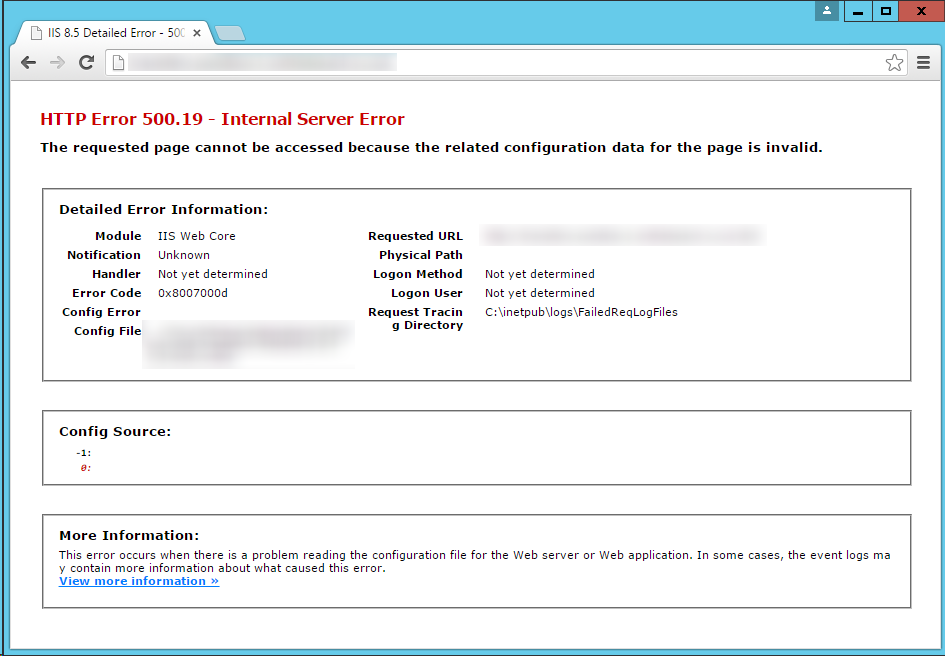 IIS 8.5 Detailed Error - 500
HTTP Error 500.19 - Internal Server Error
The requested page cannot be accessed because the related configuration data for the page is invalid.
Detailed Error Information:
Module IIS Web Core
Notification Unknown
Handler Not yet determined
Error Code 0x8007000d
Config Error
Config File
Requested URL
Physical Path
Logon Method Not yet determined
Logon User Not yet determined
Request Tracin C:\inetpub\logs\FailedReqLogFiles
g Directory
Config Source:
-1:
0:
More Information:
This error occurs when there is a problem reading the configuration file for the Web server or Web application. In some cases, the event logs ma
y contain more information about what caused this error.
View more information »